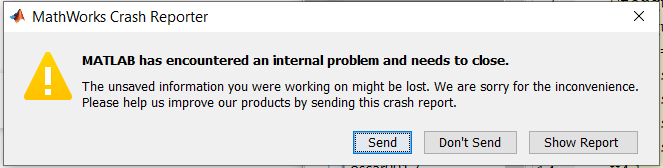 MathWorks Crash Reporter
MATLAB has encountered an internal problem and needs to close.
The unsaved information you were working on might be lost. We are sorry for the inconvenience.
Please help us improve our products by sending this crash report.
Send Don't Send Show Report